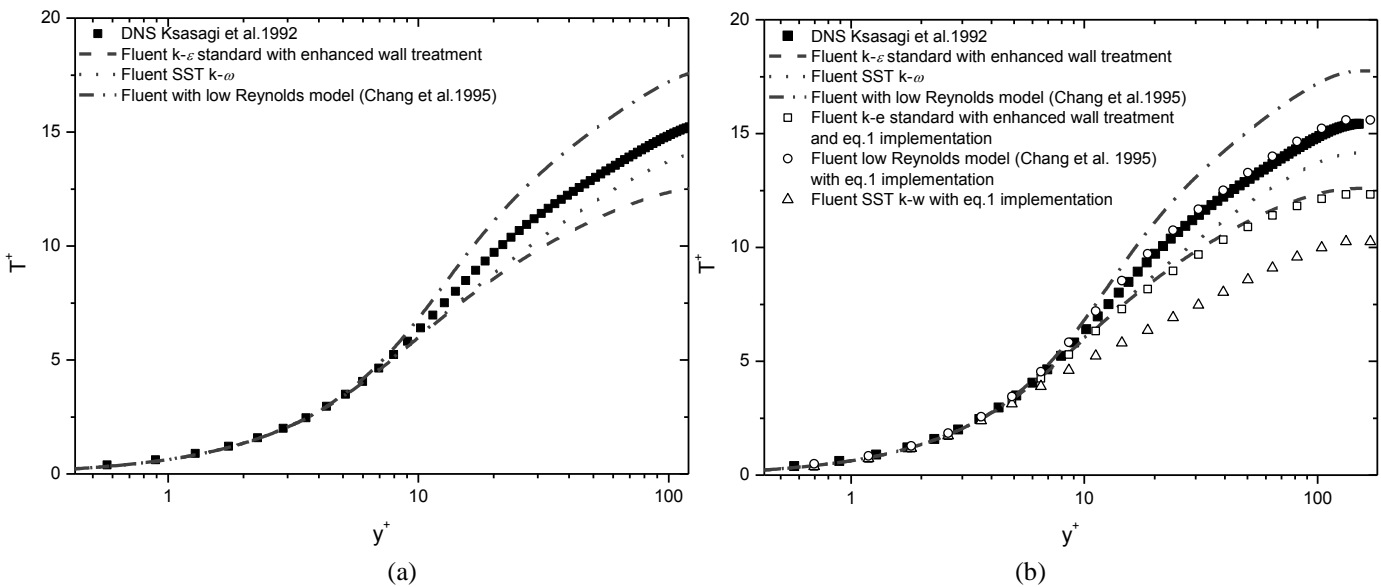 20
15
10
5
0
T+
DNS Ksasagi et al.1992
Fluent k-ε standard with enhanced wall treatment
Fluent SST k-ω
Fluent with low Reynolds model (Chang et al.1995)
1
10
100
y+
(a)
20
15
10
5
0
T+
DNS Ksasagi et al.1992
Fluent k-ε standard with enhanced wall treatment
Fluent SST k-ω
Fluent with low Reynolds model (Chang et al.1995)
Fluent k-e standard with enhanced wall treatment
and eq.1 implementation
Fluent low Reynolds model (Chang et al. 1995)
with eq.1 implementation
Fluent SST k-w with eq.1 implementation
1
10
100
y+
(b)